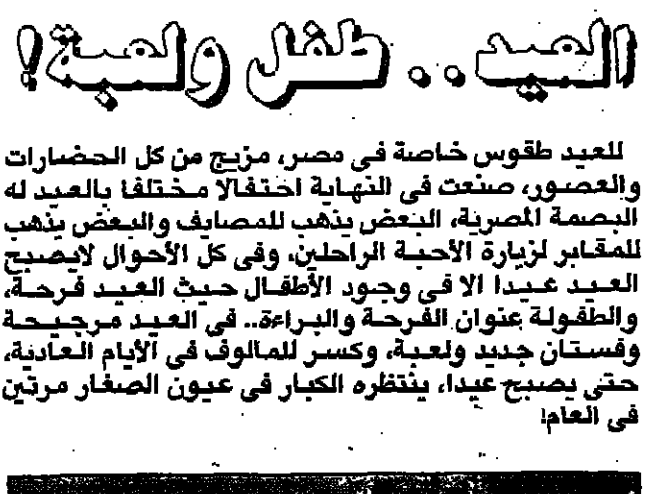 العيد.. طفل ولعبة!
للعيد طقوس خاصة فى مصر، مزيج من كل الحضارات
والعصور، صنعت فى النهاية احتفالا مختلفا بالعيد له
البصمة المصرية، البعض يذهب للمصايف والبعض يذهب
للمقابر لزيارة الأحبة الراحلين، وفى كل الأحوال لايصبح
العيد عيدا الا فى وجود الأطفال حيث العيد فرحة،
والطفولة عنوان الفرحة والبراءة.. فى العيد مرجيحة
وفستان جديد ولعبة، وكسر للمالوف فى الأيام العادية،
حتى يصبح عيدا، ينتظره الكبار فى عيون الصغار مرتين
فى العام!